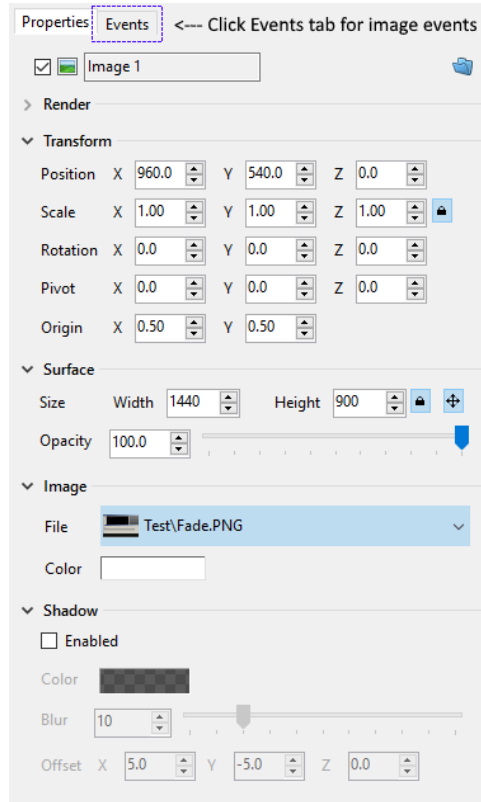 Properties Events <--- Click Events tab for image events
Image 1
Render
Transform
Position X 960.0 Y 540.0 Z 0.0
Scale X 1.00 Y 1.00 Z 1.00
Rotation X 0.0 Y 0.0 Z 0.0
Pivot X 0.0 Y 0.0 Z 0.0
Origin X 0.50 Y 0.50
Surface
Size Width 1440 Height 900
Opacity 100.0
Image
File Test\Fade.PNG
Color
Shadow
Enabled
Color
Blur 10
Offset X 5.0 Y -5.0 Z 0.0